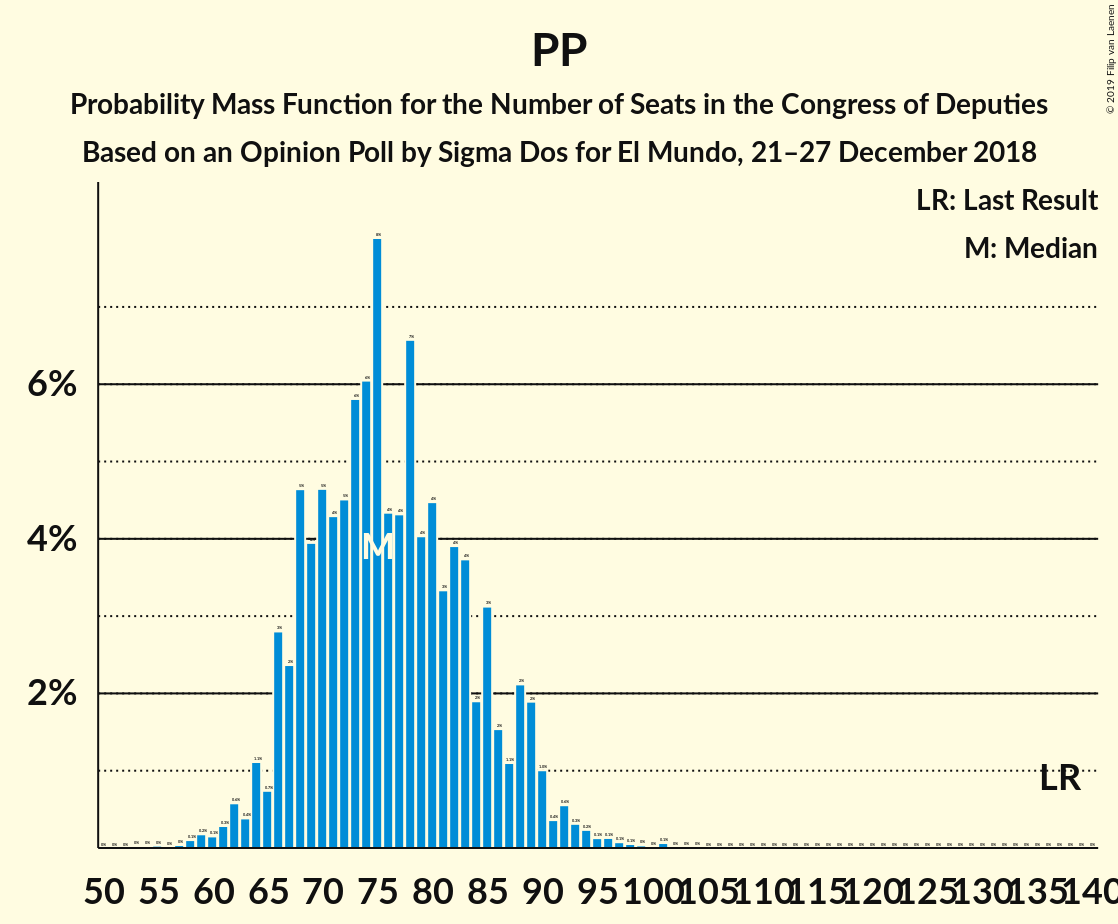 PP
Probability Mass Function for the Number of Seats in the Congress of Deputies
Based on an Opinion Poll by Sigma Dos for El Mundo, 21–27 December 2018
© 2019 Filip van Laenen
LR: Last Result
M: Median
6%
4%
2%
M
LR
50 55 60 65 70 75 80 85 90 95 100 105 110 115 120 125 130 135 140